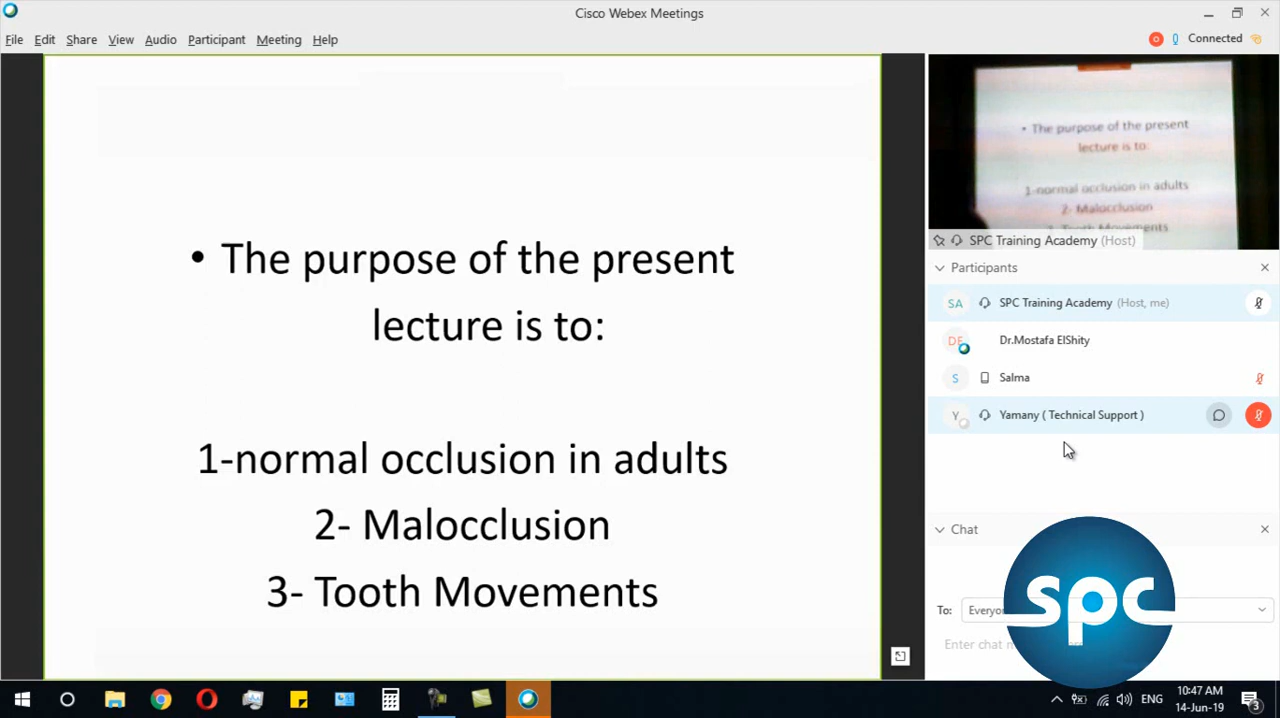 Cisco Webex Meetings
File Edit Share View Audio Participant Meeting Help
Connected
• The purpose of the present
lecture is to:
1-normal occlusion in adults
2- Malocclusion
3- Tooth Movements
• The purpose of the present
lecture is to:
1-normal occlusion in adults
2- Malocclusion
Tooth Movements
SPC Training Academy (Host)
Participants
SA SPC Training Academy (Host, me)
DE Dr.Mostafa ElShity
S Salma
Y Yamany ( Technical Support )
Chat
To: Everyon
Enter chat
spc
ENG
10:47 AM
14-Jun-19
3